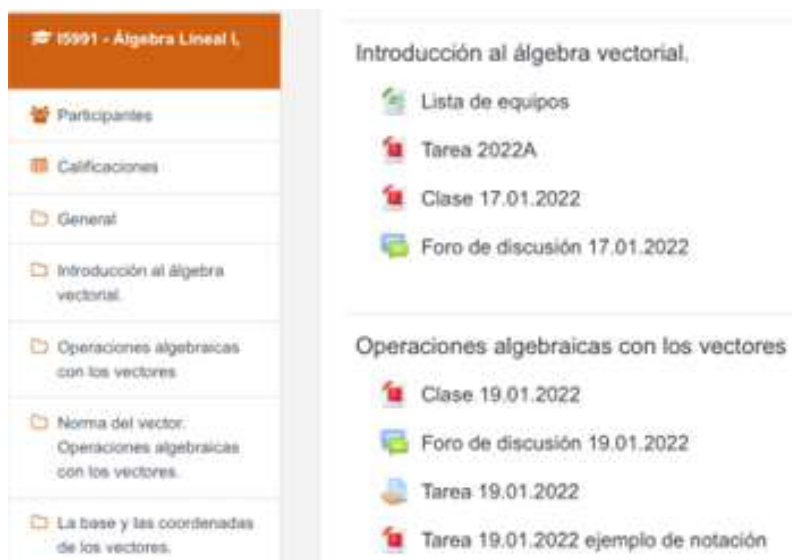 I5991 - Álgebra Lineal I,
Participantes
Calificaciones
General
Introducción al álgebra
vectorial.
Operaciones algebraicas
con los vectores
Norma del vector.
Operaciones algebraicas
con los vectores.
La base y las coordenadas
de los vectores.
Introducción al álgebra vectorial.
Lista de equipos
Tarea 2022A
Clase 17.01.2022
Foro de discusión 17.01.2022
Operaciones algebraicas con los vectores
Clase 19.01.2022
Foro de discusión 19.01.2022
Tarea 19.01.2022
Tarea 19.01.2022 ejemplo de notación